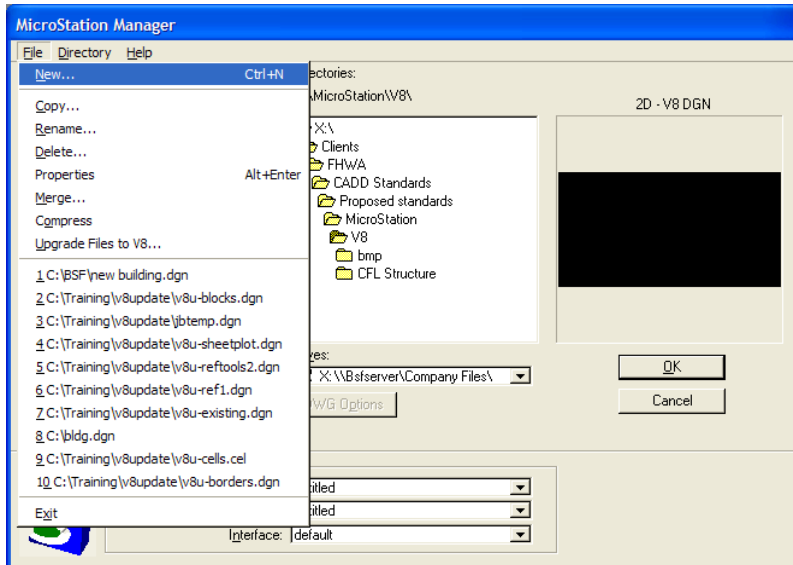 MicroStation Manager
File Directory Help
New... Ctrl+N
Copy...
Rename...
Delete...
Properties Alt+Enter
Merge...
Compress
Upgrade Files to V8...
1 C:\BSF\new building.dgn
2 C:\Training\v8update\v8u-blocks.dgn
3 C:\Training\v8update\jbtemp.dgn
4 C:\Training\v8update\v8u-sheetplot.dgn
5 C:\Training\v8update\v8u-reftools2.dgn
6 C:\Training\v8update\v8u-ref1.dgn
7 C:\Training\v8update\v8u-existing.dgn
8 C:\bldg.dgn
9 C:\Training\v8update\v8u-cells.cel
10 C:\Training\v8update\v8u-borders.dgn
Exit
ectories:
\MicroStation\V8\
X:\
Clients
FHWA
CADD Standards
Proposed standards
MicroStation
V8
bmp
CFL Structure
ves:
X: \\Bsfserver\Company Files\
WG Options
2D - V8 DGN
OK
Cancel
titled
titled
Interface: default